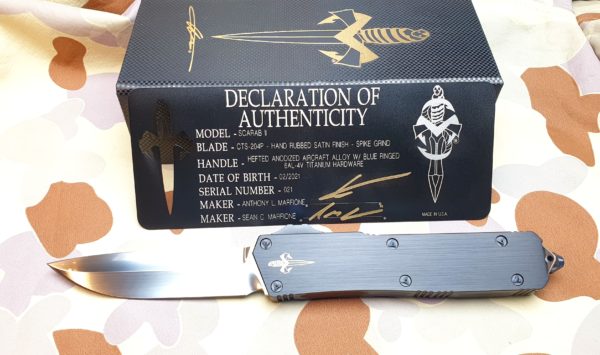 DECLARATION OF
AUTHENTICITY
MODEL - SCARAB II
BLADE - CTS-204P - HAND RUBBED SATIN FINISH - SPIKE GRIND
HANDLE - HEFTED ANODIZED AIRCRAFT ALLOY W/ BLUE RINGED
6AL-4V TITANIUM HARDWARE
DATE OF BIRTH - 02/2021
SERIAL NUMBER - 021
MAKER - ANTHONY L. MARFIONE
MAKER - SEAN C. MARFIONE
MADE IN U.S.A.